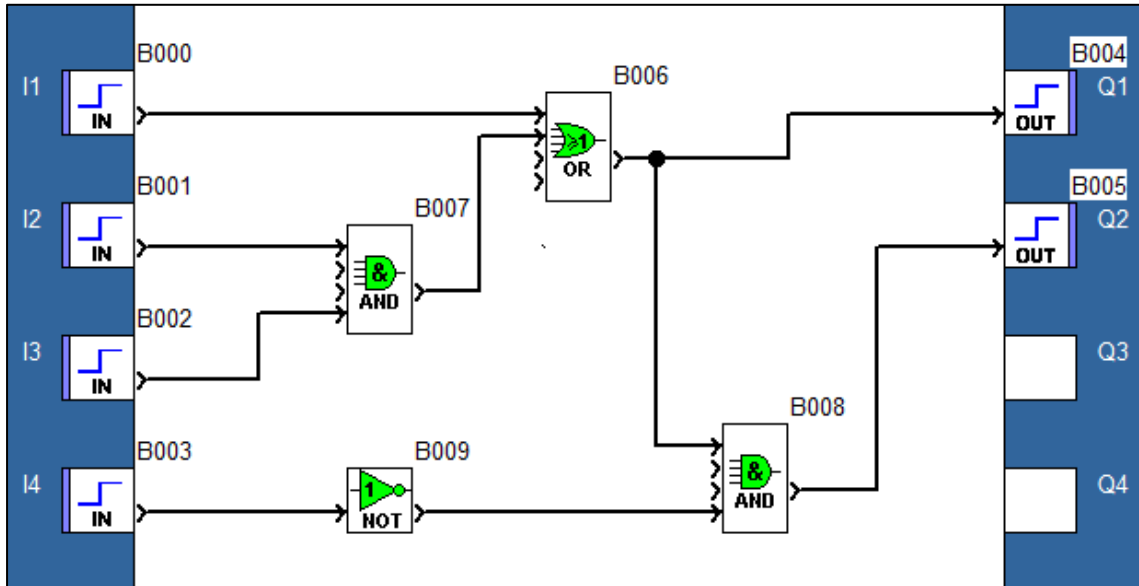 B000
I1
IN
B006
≥1
OR
B004
Q1
OUT
B001
I2
IN
B007
&
AND
B005
Q2
OUT
B002
I3
IN
Q3
B008
&
AND
B003
I4
IN
B009
1
NOT
Q4